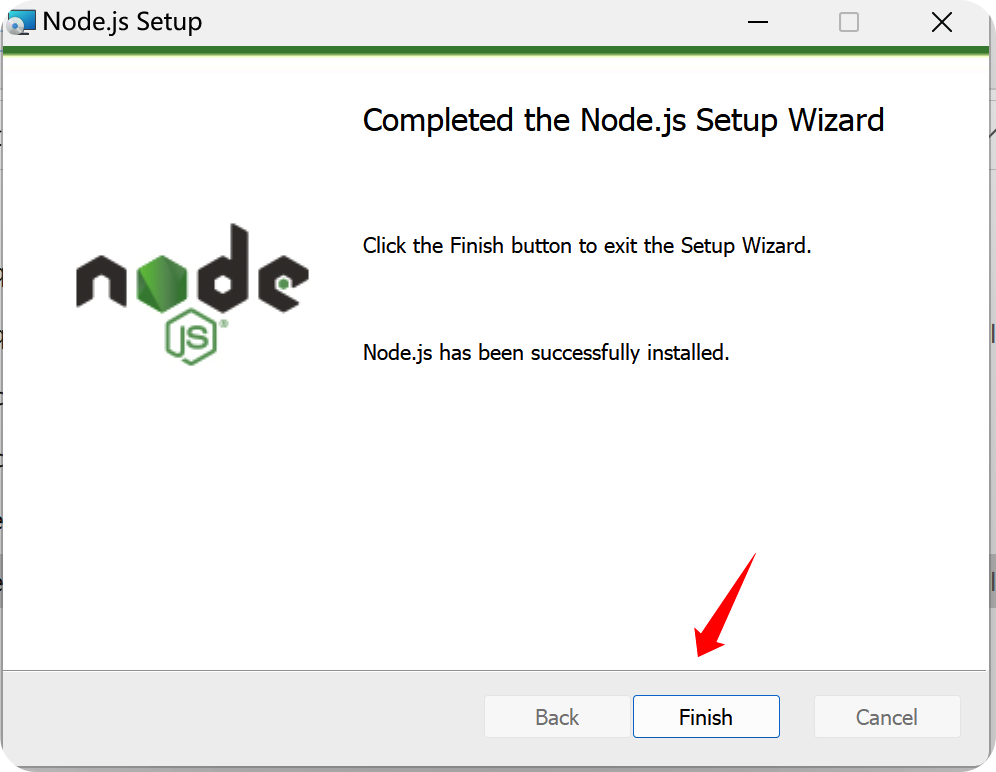 Node.js Setup
Completed the Node.js Setup Wizard
Click the Finish button to exit the Setup Wizard.
node
JS®
Node.js has been successfully installed.
Back
Finish
Cancel